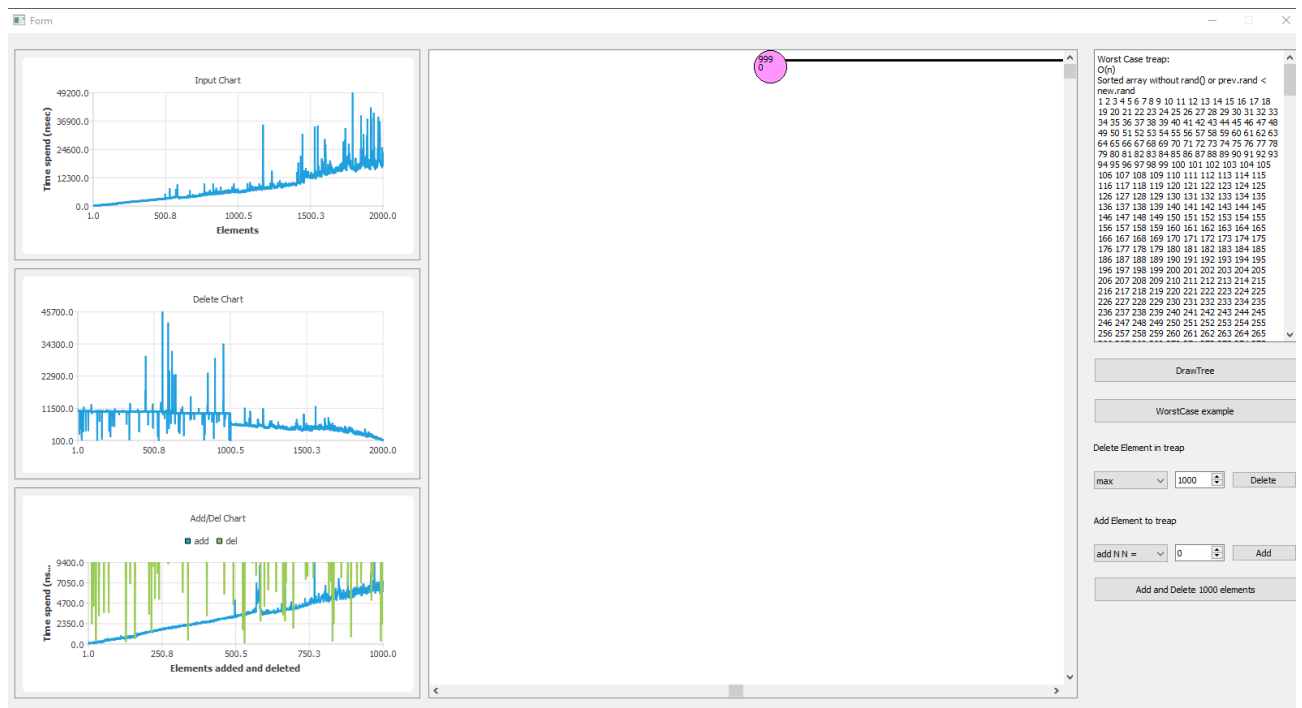 Form
Input Chart
49200.0
36900.0
24600.0
12300.0
0.0
Time spend (nsec)
1.0 500.8 1000.5 1500.3 2000.0
Elements
Delete Chart
45700.0
34300.0
22900.0
11500.0
100.0
1.0 500.8 1000.5 1500.3 2000.0
Add/Del Chart
add del
9400.0
7050.0
4700.0
2350.0
0.0
Time spend (ns...
1.0 250.8 500.5 750.3 1000.0
Elements added and deleted
999
0
Worst Case treap:
O(n)
Sorted array without rand() or prev.rand <
new.rand
1 2 3 4 5 6 7 8 9 10 11 12 13 14 15 16 17 18
19 20 21 22 23 24 25 26 27 28 29 30 31 32 33
34 35 36 37 38 39 40 41 42 43 44 45 46 47 48
49 50 51 52 53 54 55 56 57 58 59 60 61 62 63
64 65 66 67 68 69 70 71 72 73 74 75 76 77 78
79 80 81 82 83 84 85 86 87 88 89 90 91 92 93
94 95 96 97 98 99 100 101 102 103 104 105
106 107 108 109 110 111 112 113 114 115
116 117 118 119 120 121 122 123 124 125
126 127 128 129 130 131 132 133 134 135
136 137 138 139 140 141 142 143 144 145
146 147 148 149 150 151 152 153 154 155
156 157 158 159 160 161 162 163 164 165
166 167 168 169 170 171 172 173 174 175
176 177 178 179 180 181 182 183 184 185
186 187 188 189 190 191 192 193 194 195
196 197 198 199 200 201 202 203 204 205
206 207 208 209 210 211 212 213 214 215
216 217 218 219 220 221 222 223 224 225
226 227 228 229 230 231 232 233 234 235
236 237 238 239 240 241 242 243 244 245
246 247 248 249 250 251 252 253 254 255
256 257 258 259 260 261 262 263 264 265
DrawTree
WorstCase example
Delete Element in treap
max 1000 Delete
Add Element to treap
add N N = 0 Add
Add and Delete 1000 elements